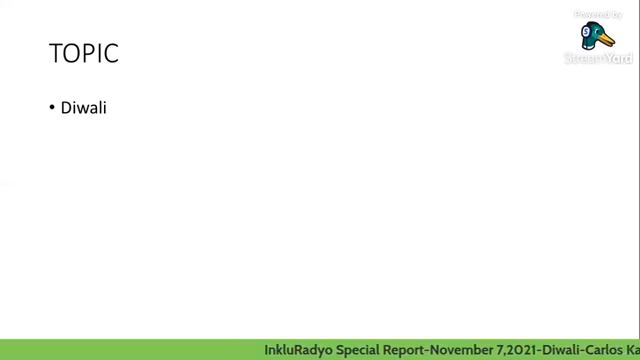 Powered by
StreamYard
TOPIC
• Diwali
InkluRadyo Special Report-November 7,2021-Diwali-Carlos Ka